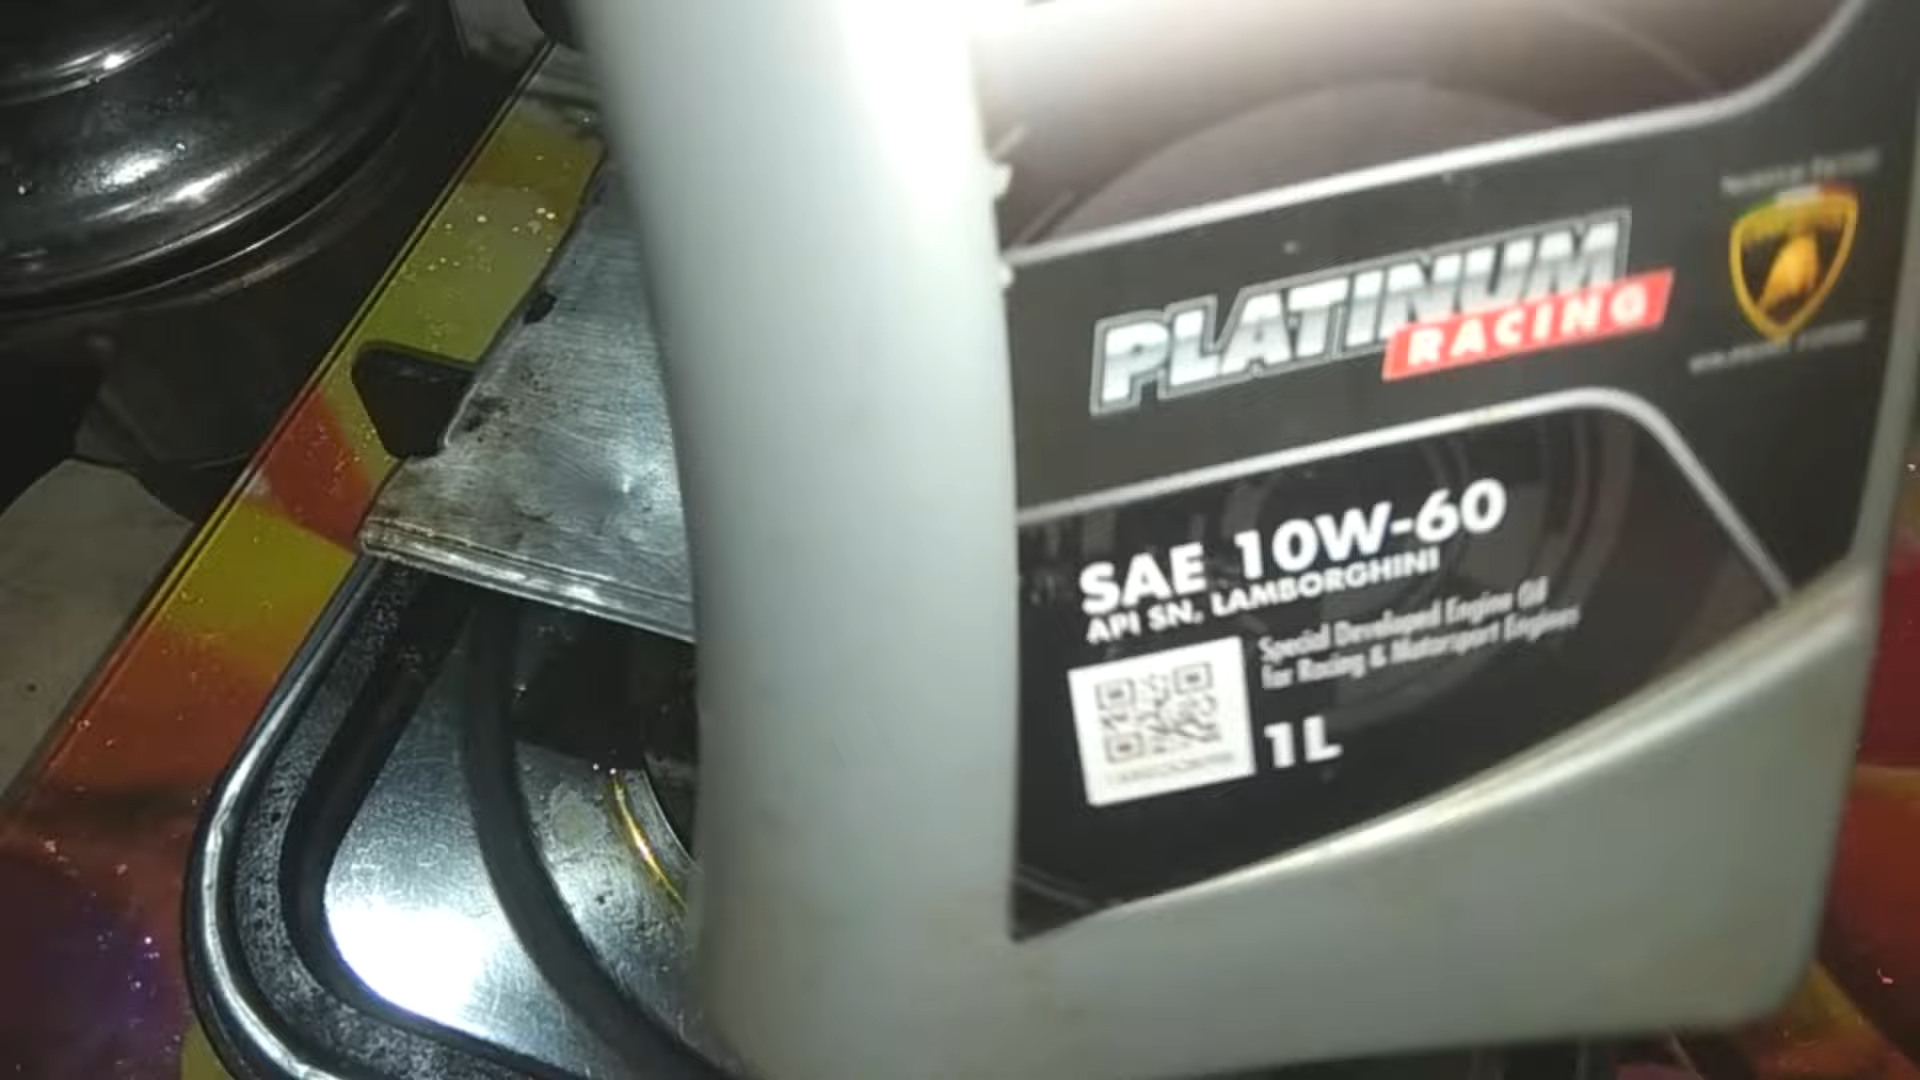 PLATINUM
RACING
SAE 10W-60
API SN, LAMBORGHINI
Special Developed Engine Oil
for Racing & Motorsport Engines
1L